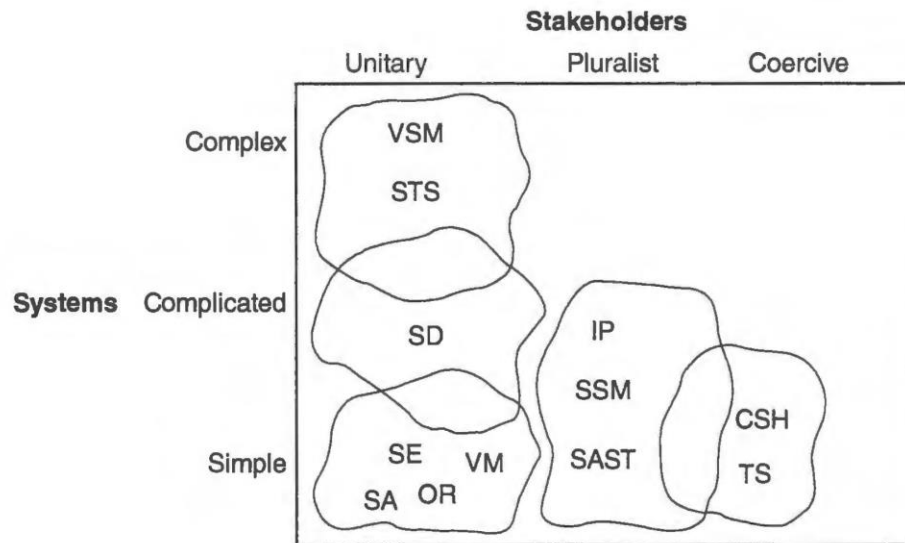 Stakeholders
Unitary Pluralist Coercive
Complex
VSM
STS
Systems Complicated
SD
IP
SSM
CSH
Simple
SE
VM
SAST
TS
SA
OR